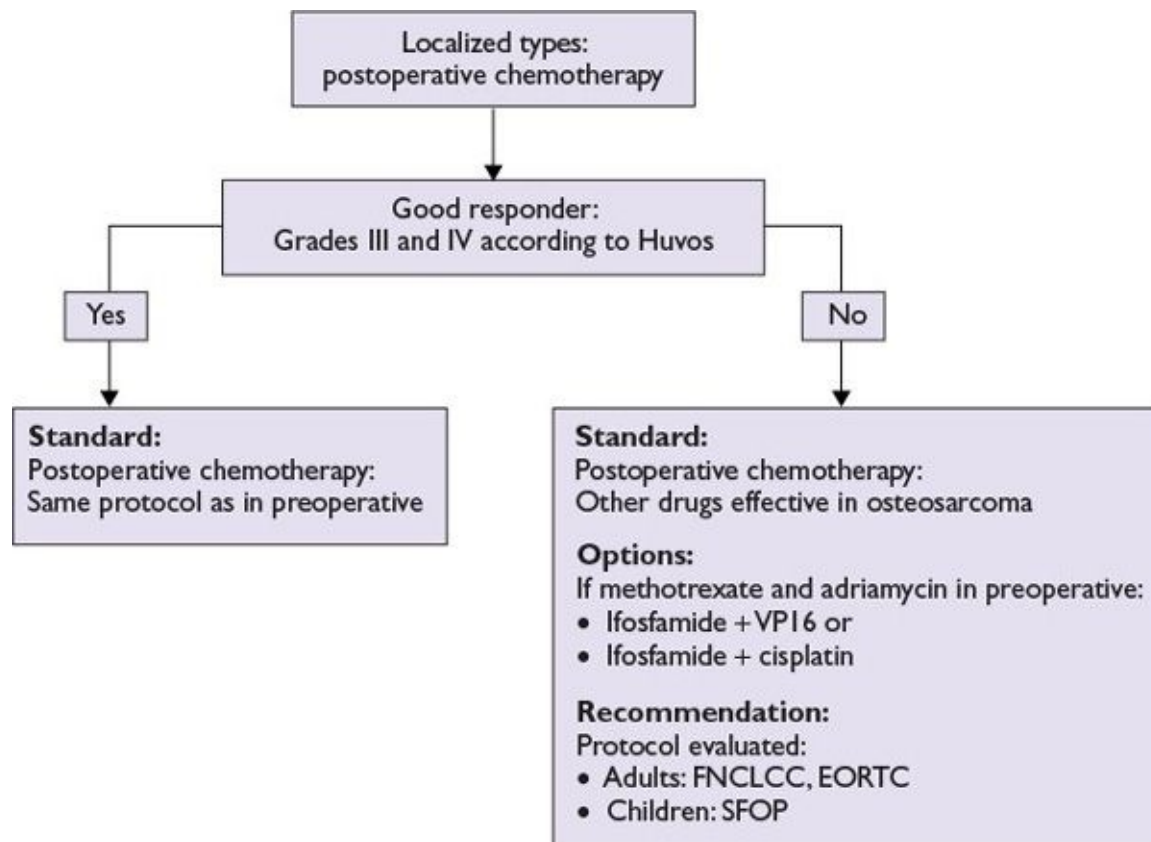 Localized types:
postoperative chemotherapy
Good responder:
Grades III and IV according to Huvos
Yes
No
Standard:
Postoperative chemotherapy:
Same protocol as in preoperative
Standard:
Postoperative chemotherapy:
Other drugs effective in osteosarcoma
Options:
If methotrexate and adriamycin in preoperative:
• Ifosfamide + VP16 or
• Ifosfamide + cisplatin
Recommendation:
Protocol evaluated:
• Adults: FNCLCC, EORTC
• Children: SFOP